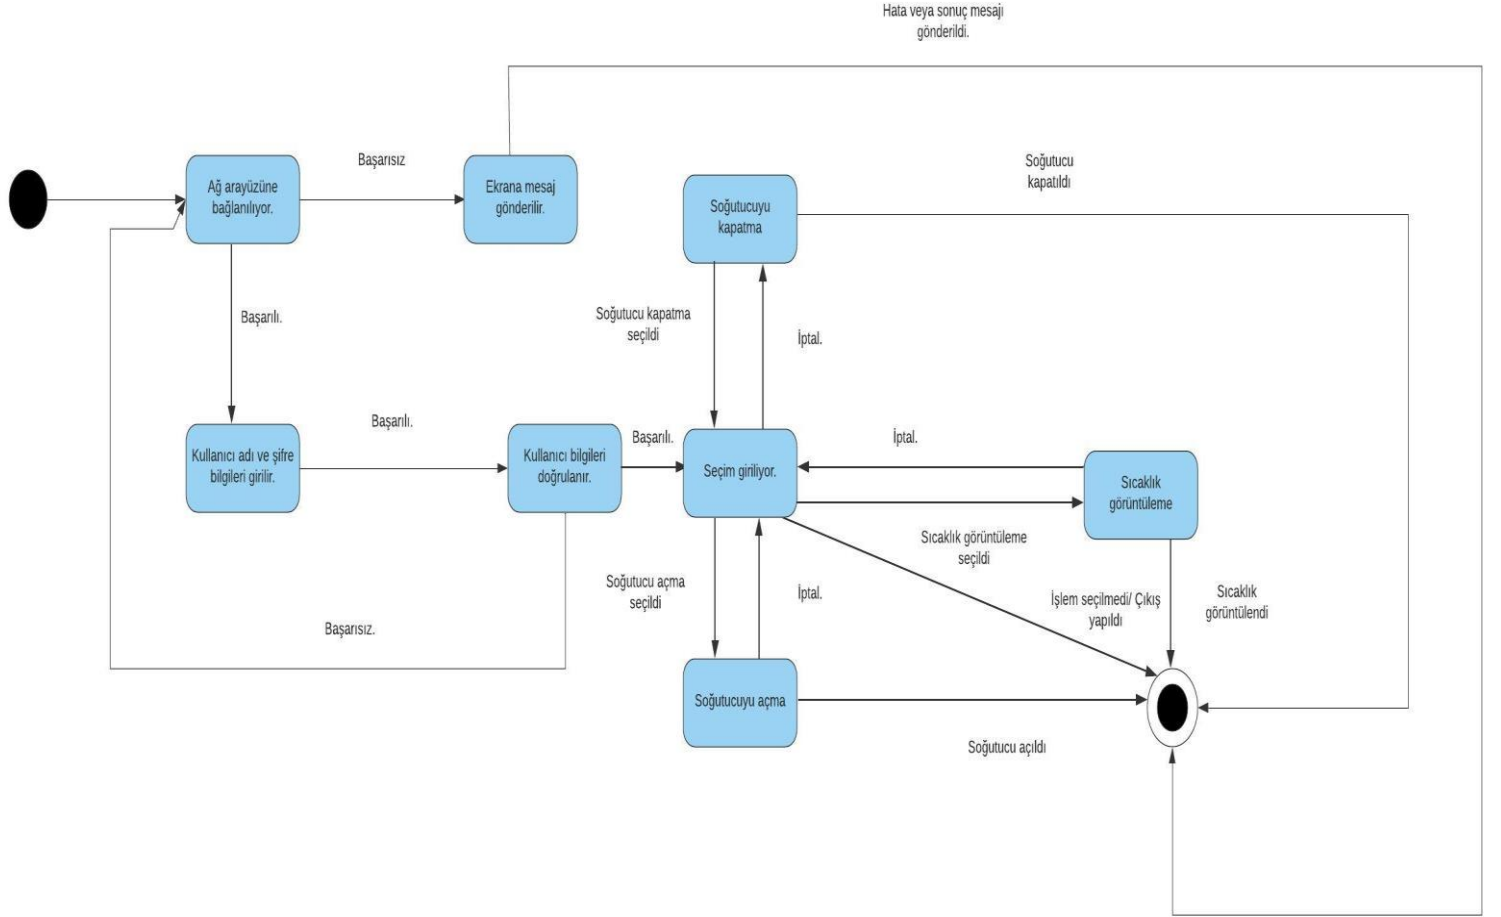 Hata veya sonuç mesajı
gönderildi.
Başarısız
Soğutucu
kapatıldı
Ağ arayüzüne
bağlanılıyor.
Ekrana mesaj
gönderilir.
Soğutucuyu
kapatma
Başarılı.
Soğutucu kapatma
seçildi
İptal.
Başarılı.
Başarılı.
İptal.
Kullanıcı adı ve şifre
bilgileri girilir.
Kullanıcı bilgileri
doğrulanır.
Seçim giriliyor.
Sıcaklık
görüntüleme
Sıcaklık görüntüleme
seçildi
Soğutucu açma
seçildi
İptal.
İşlem seçilmedi/ Çıkış
yapıldı
Sıcaklık
görüntülendi
Başarısız.
Soğutucuyu açma
Soğutucu açıldı